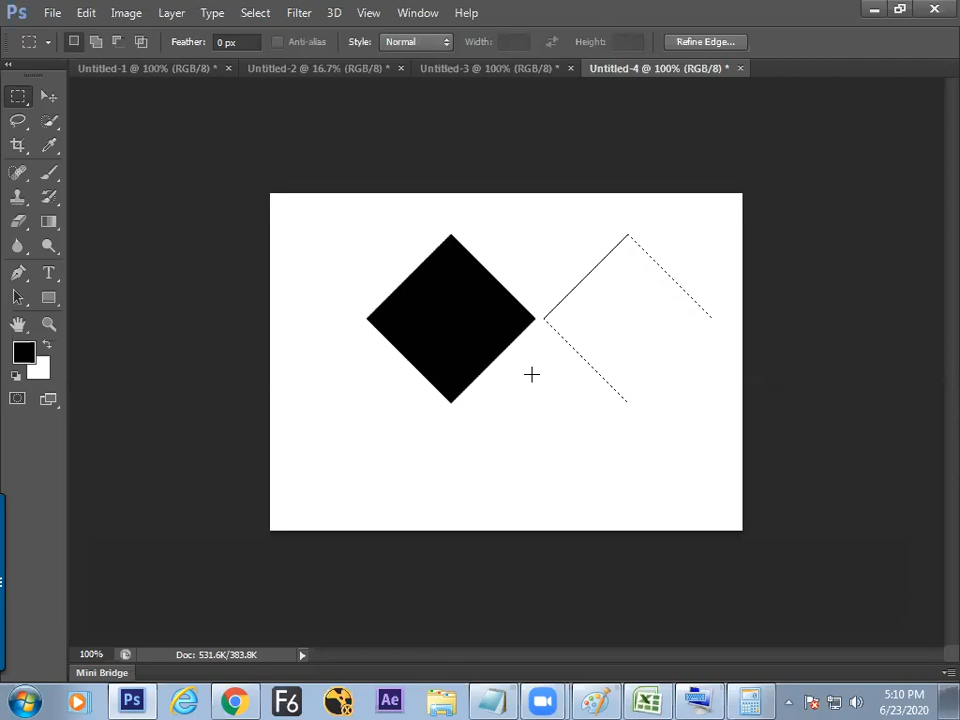 Ps File Edit Image Layer Type Select Filter 3D View Window Help
Feather: 0 px Anti-alias Style: Normal Width: Height: Refine Edge...
Untitled-1 @ 100% (RGB/8) * × Untitled-2 @ 16.7% (RGB/8) * × Untitled-3 @ 100% (RGB/8) * × Untitled-4 @ 100% (RGB/8) * ×
T
100% Doc: 531.6K/383.8K
Mini Bridge
Ps F6 Ae 5:10 PM
6/23/2020